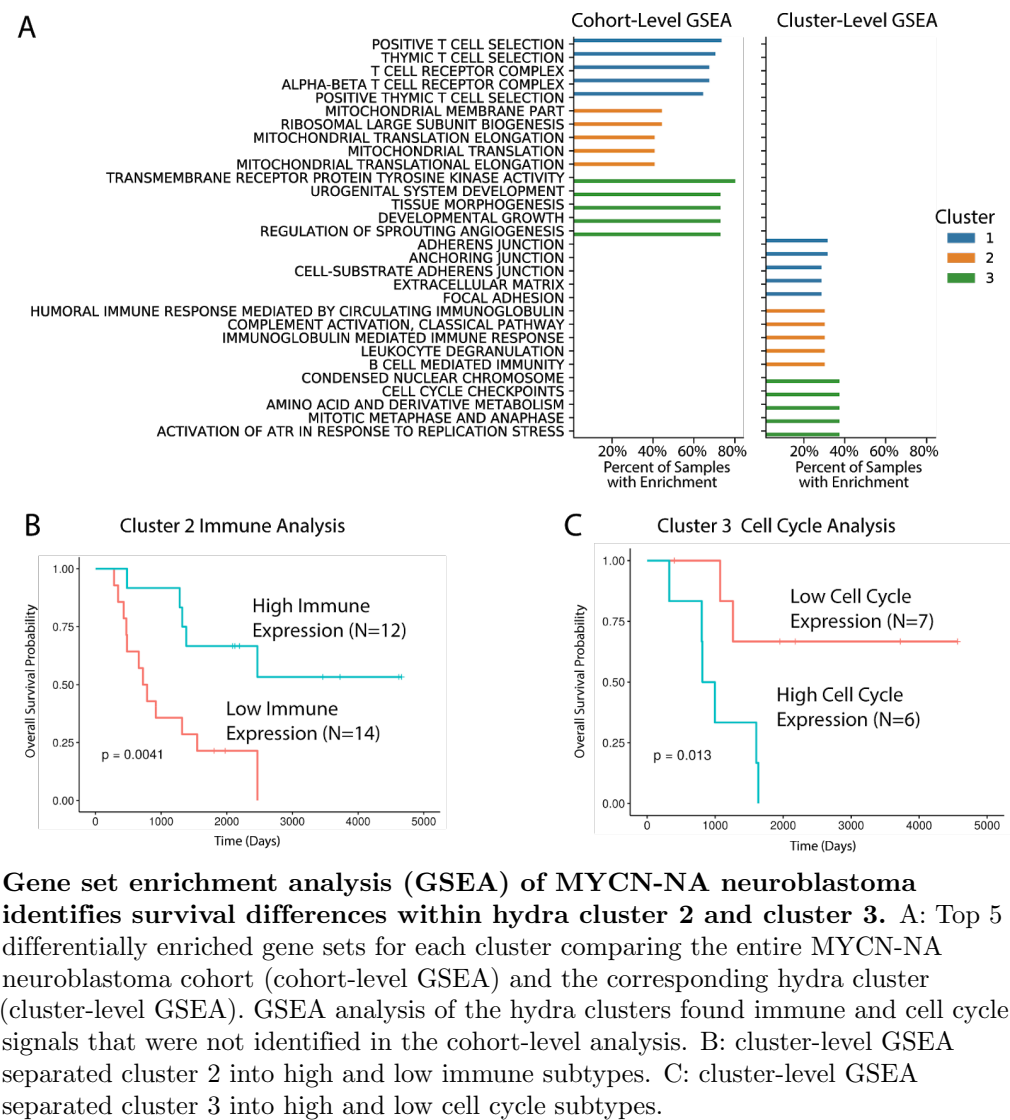 A
Cohort-Level GSEA
Cluster-Level GSEA
POSITIVE T CELL SELECTION
THYMIC T CELL SELECTION
T CELL RECEPTOR COMPLEX
ALPHA-BETA T CELL RECEPTOR COMPLEX
POSITIVE THYMIC T CELL SELECTION
MITOCHONDRIAL MEMBRANE PART
RIBOSOMAL LARGE SUBUNIT BIOGENESIS
MITOCHONDRIAL TRANSLATION ELONGATION
MITOCHONDRIAL TRANSLATION
MITOCHONDRIAL TRANSLATIONAL ELONGATION
TRANSMEMBRANE RECEPTOR PROTEIN TYROSINE KINASE ACTIVITY
UROGENITAL SYSTEM DEVELOPMENT
TISSUE MORPHOGENESIS
DEVELOPMENTAL GROWTH
REGULATION OF SPROUTING ANGIOGENESIS
ADHERENS JUNCTION
ANCHORING JUNCTION
CELL-SUBSTRATE ADHERENS JUNCTION
EXTRACELLULAR MATRIX
FOCAL ADHESION
HUMORAL IMMUNE RESPONSE MEDIATED BY CIRCULATING IMMUNOGLOBULIN
COMPLEMENT ACTIVATION, CLASSICAL PATHWAY
IMMUNOGLOBULIN MEDIATED IMMUNE RESPONSE
LEUKOCYTE DEGRANULATION
B CELL MEDIATED IMMUNITY
CONDENSED NUCLEAR CHROMOSOME
CELL CYCLE CHECKPOINTS
AMINO ACID AND DERIVATIVE METABOLISM
MITOTIC METAPHASE AND ANAPHASE
ACTIVATION OF ATR IN RESPONSE TO REPLICATION STRESS
Cluster
1
2
3
20% 40% 60% 80%
Percent of Samples
with Enrichment
20% 40% 60% 80%
Percent of Samples
with Enrichment
B
Cluster 2 Immune Analysis
Overall Survival Probability
1.00
0.75
0.50
0.25
0.00
High Immune
Expression (N=12)
Low Immune
Expression (N=14)
p = 0.0041
0 1000 2000 3000 4000 5000
Time (Days)
C
Cluster 3 Cell Cycle Analysis
Overall Survival Probability
1.00
0.75
0.50
0.25
0.00
Low Cell Cycle
Expression (N=7)
High Cell Cycle
Expression (N=6)
p = 0.013
0 1000 2000 3000 4000 5000
Time (Days)
Gene set enrichment analysis (GSEA) of MYCN-NA neuroblastoma
identifies survival differences within hydra cluster 2 and cluster 3. A: Top 5
differentially enriched gene sets for each cluster comparing the entire MYCN-NA
neuroblastoma cohort (cohort-level GSEA) and the corresponding hydra cluster
(cluster-level GSEA). GSEA analysis of the hydra clusters found immune and cell cycle
signals that were not identified in the cohort-level analysis. B: cluster-level GSEA
separated cluster 2 into high and low immune subtypes. C: cluster-level GSEA
separated cluster 3 into high and low cell cycle subtypes.